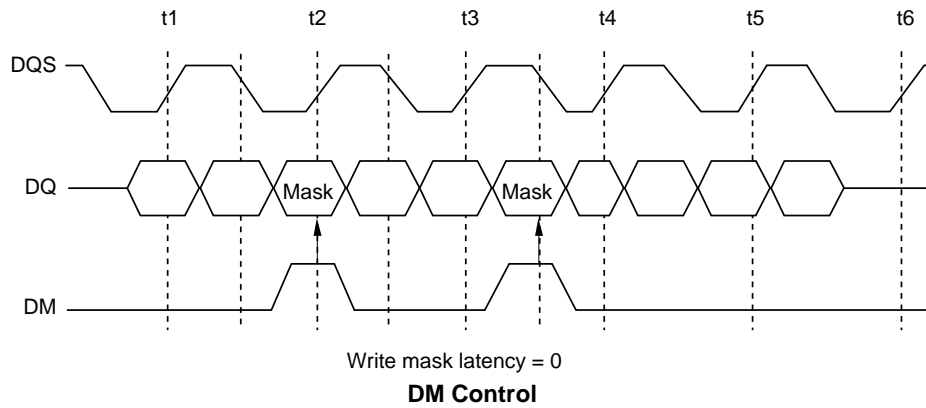 t1 t2 t3 t4 t5 t6
DQS
DQ Mask Mask
DM
Write mask latency = 0
DM Control